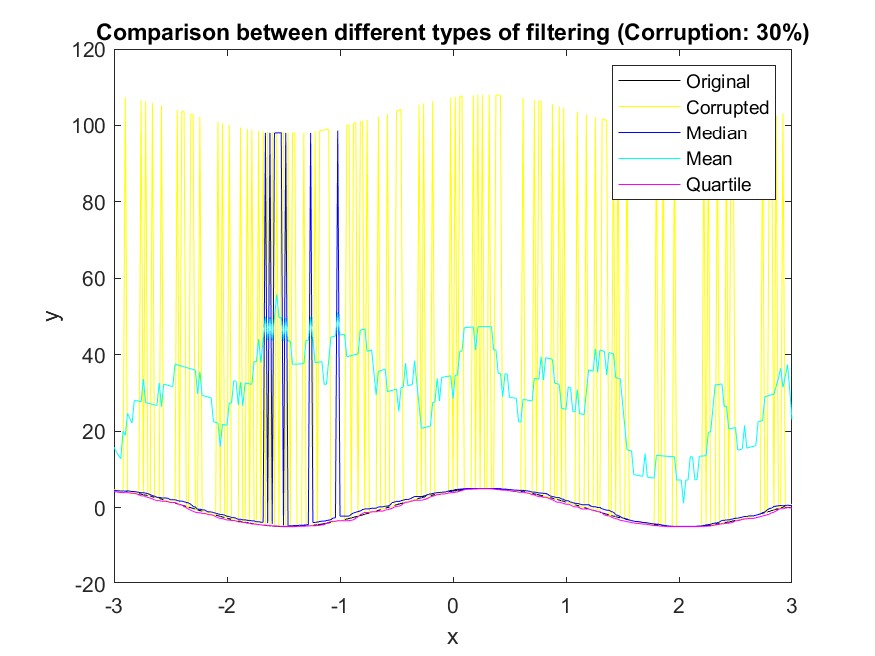 Comparison between different types of filtering (Corruption: 30%)
120
100
80
60
40
20
0
-20
y
-3
-2
-1
0
1
2
3
x
Original
Corrupted
Median
Mean
Quartile